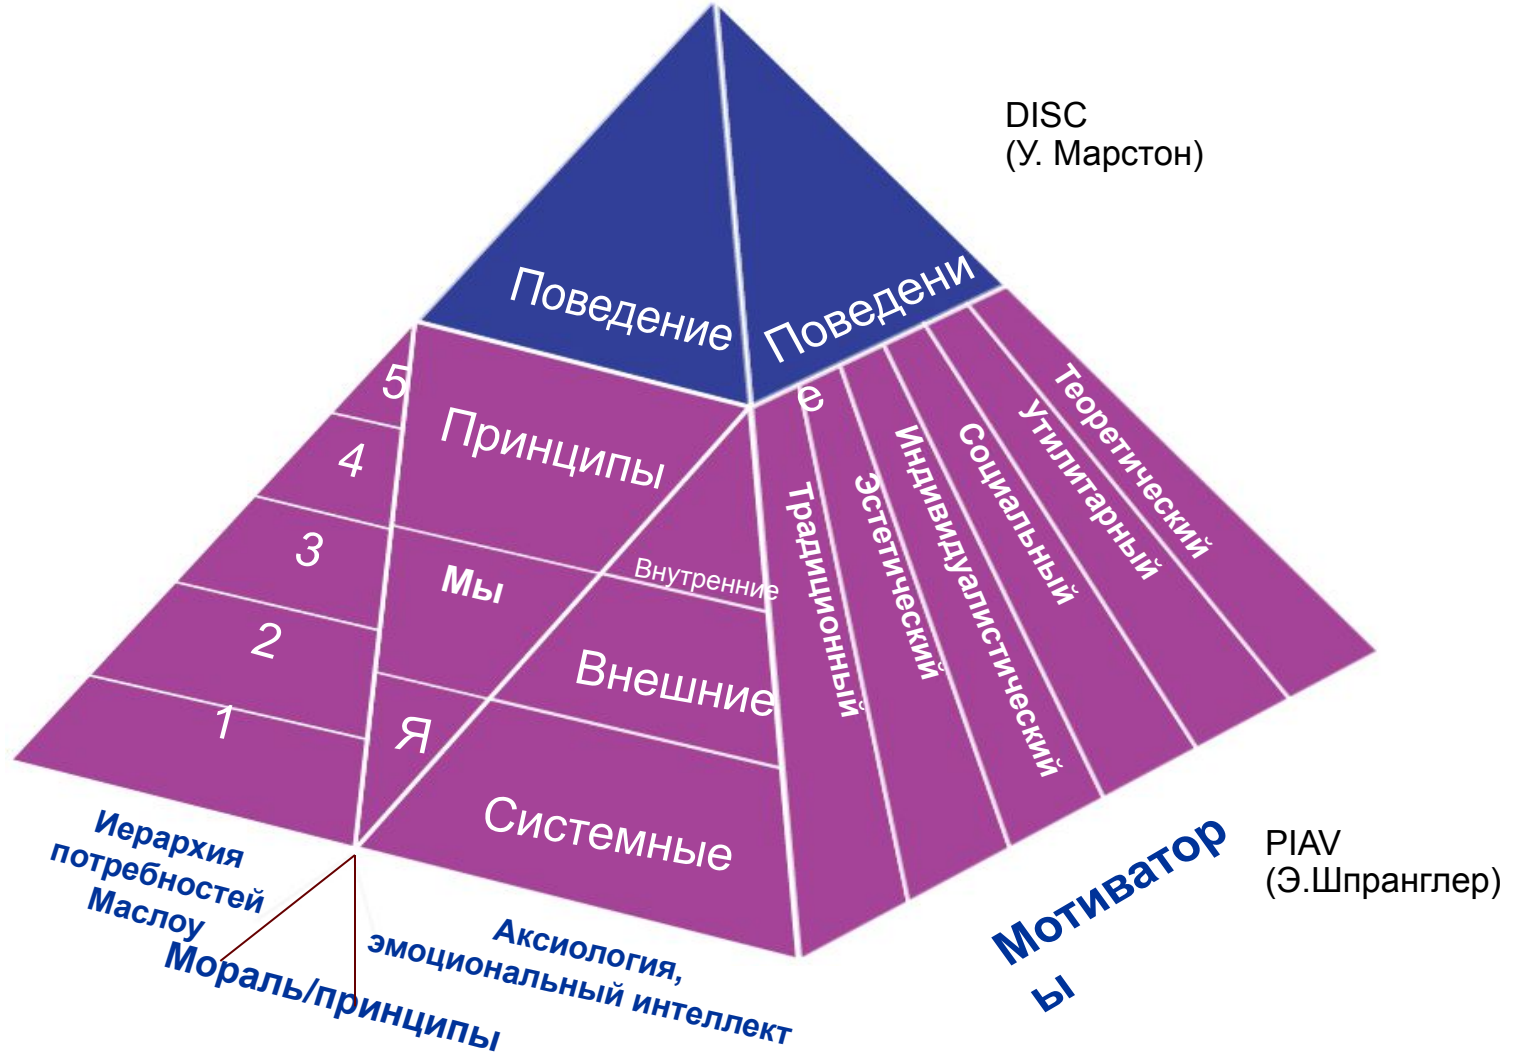 DISC
(У. Марстон)
Поведение
Поведени
е
5
4
3
2
1
Принципы
Мы
Я
Внутренние
Внешние
Системные
Традиционный
Эстетический
Индивидуалистический
Социальный
Утилитарный
Теоретический
Иерархия
потребностей
Маслоу
Мораль/принципы
Аксиология,
эмоциональный интеллект
Мотиватор
ы
PIAV
(Э.Шпранглер)